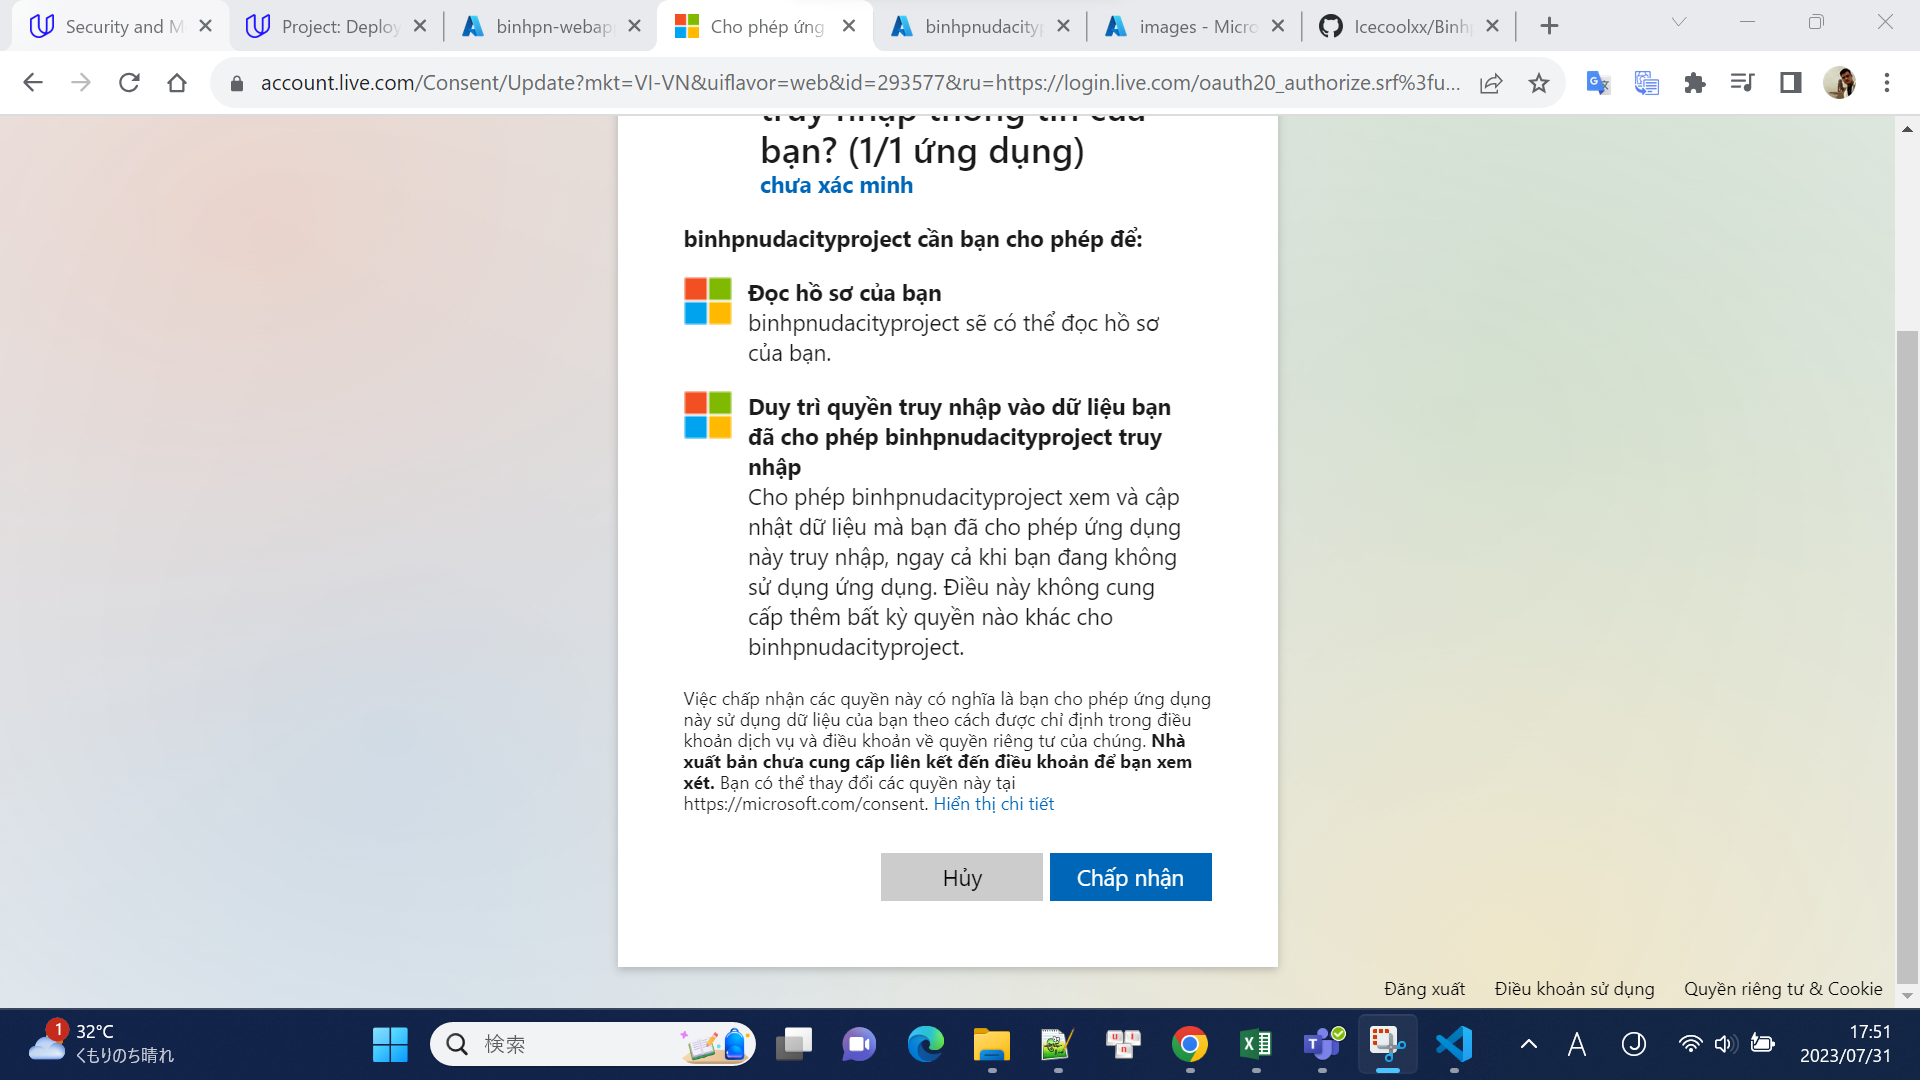 Security and M
Project: Deploy
binhpn-webap
Cho phép ứng
binhpnudacityp
images - Micro
Icecoolxx/Binhp
account.live.com/Consent/Update?mkt=VI-VN&uiflavor=web&id=293577&ru=https://login.live.com/oauth20_authorize.srf%3fu...
truy nhập thông tin của
bạn? (1/1 ứng dụng)
chưa xác minh
binhpnudacityproject cần bạn cho phép để:
Đọc hồ sơ của bạn
binhpnudacityproject sẽ có thể đọc hồ sơ
của bạn.
Duy trì quyền truy nhập vào dữ liệu bạn
đã cho phép binhpnudacityproject truy
nhập
Cho phép binhpnudacityproject xem và cập
nhật dữ liệu mà bạn đã cho phép ứng dụng
này truy nhập, ngay cả khi bạn đang không
sử dụng ứng dụng. Điều này không cung
cấp thêm bất kỳ quyền nào khác cho
binhpnudacityproject.
Việc chấp nhận các quyền này có nghĩa là bạn cho phép ứng dụng
này sử dụng dữ liệu của bạn theo cách được chỉ định trong điều
khoản dịch vụ và điều khoản về quyền riêng tư của chúng. Nhà
xuất bản chưa cung cấp liên kết đến điều khoản để bạn xem
xét. Bạn có thể thay đổi các quyền này tại
https://microsoft.com/consent. Hiển thị chi tiết
Hủy
Chấp nhận
Đăng xuất
Điều khoản sử dụng
Quyền riêng tư & Cookie
1
32°C
くもりのち晴れ
検索
A
J
17:51
2023/07/31